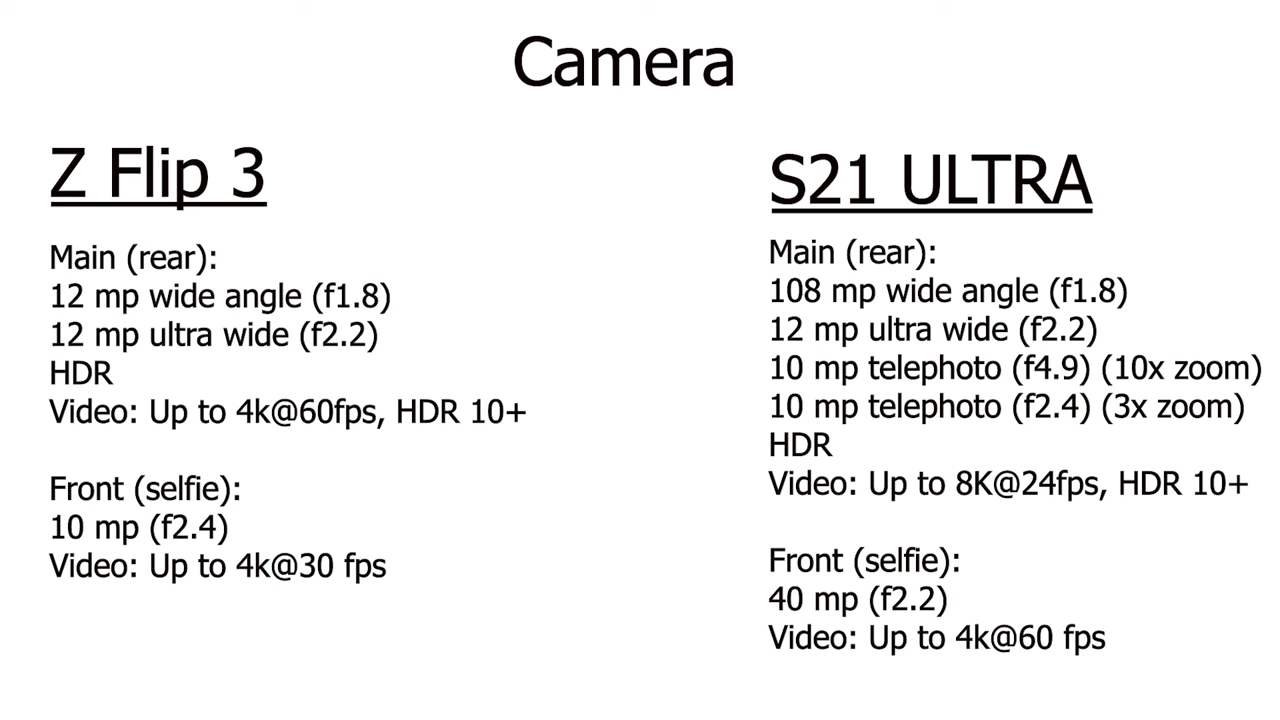 Camera
Z Flip 3
Main (rear):
12 mp wide angle (f1.8)
12 mp ultra wide (f2.2)
HDR
Video: Up to 4k@60fps, HDR 10+
Front (selfie):
10 mp (f2.4)
Video: Up to 4k@30 fps
S21 ULTRA
Main (rear):
108 mp wide angle (f1.8)
12 mp ultra wide (f2.2)
10 mp telephoto (f4.9) (10x zoom)
10 mp telephoto (f2.4) (3x zoom)
HDR
Video: Up to 8K@24fps, HDR 10+
Front (selfie):
40 mp (f2.2)
Video: Up to 4k@60 fps